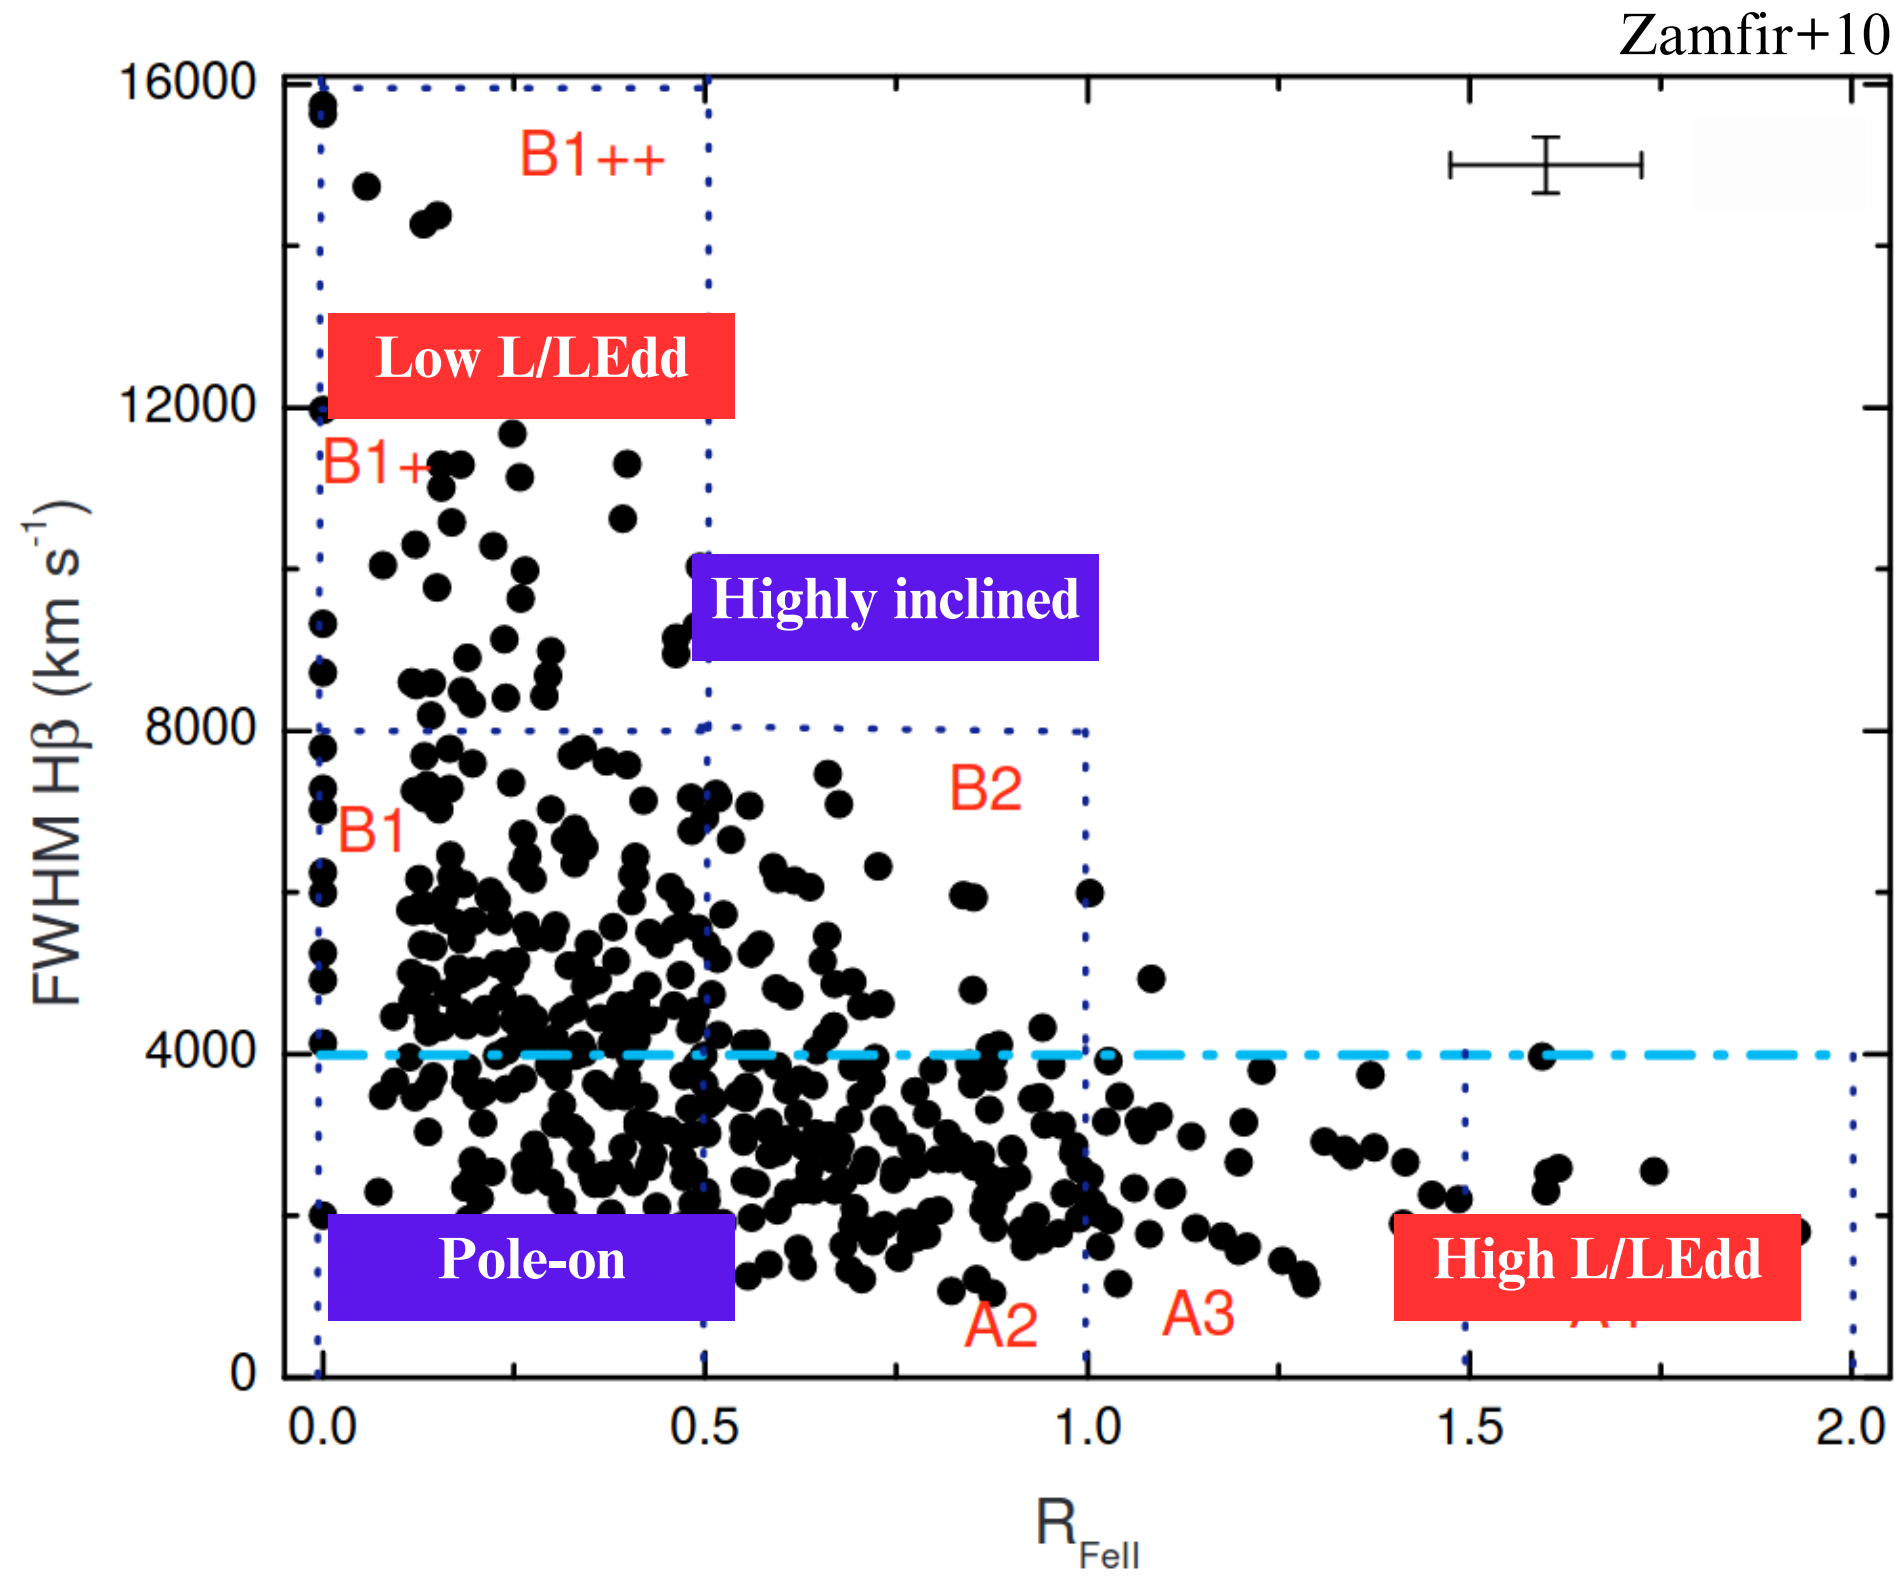 Zamfir+10
16000
B1++
Low L/LEdd
12000
B1+
Highly inclined
8000
B2
B1
4000
Pole-on
High L/LEdd
A3
A2
0
0.0 0.5 1.0 1.5 2.0
FWHM Hβ (km s-1)
RFeII